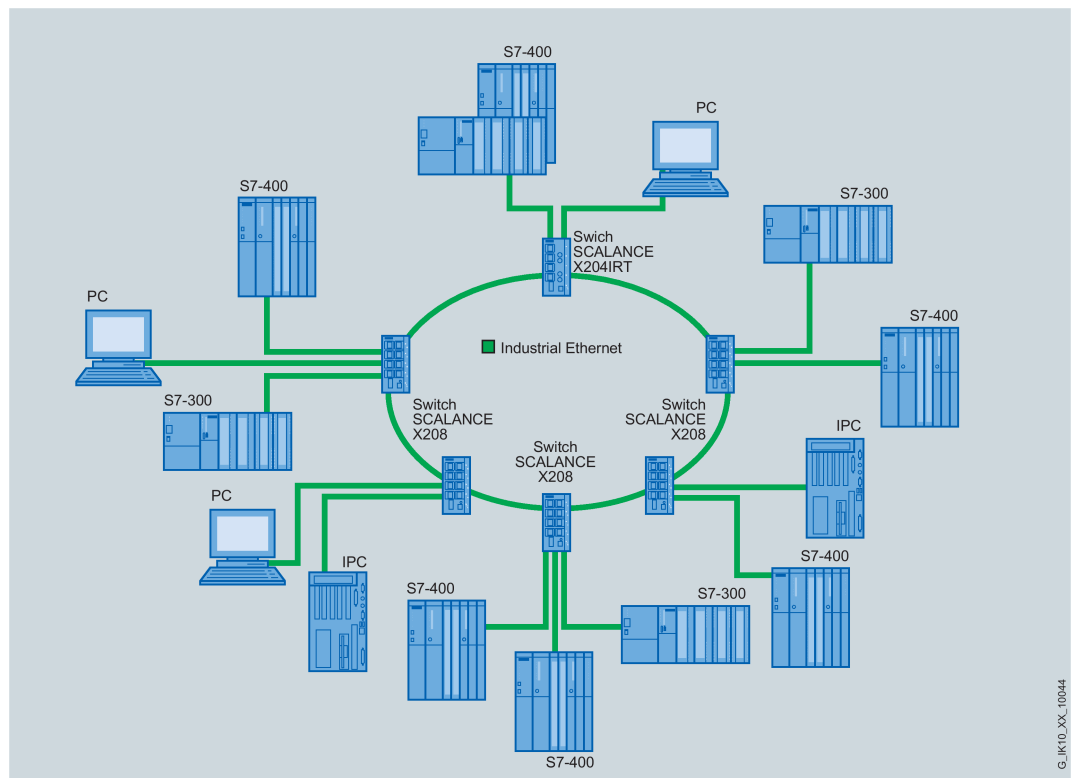 S7-400
PC
S7-400
S7-300
Swich
SCALANCE
X204IRT
PC
S7-400
Industrial Ethernet
S7-300
Switch
SCALANCE
X208
Switch
SCALANCE
X208
IPC
Switch
SCALANCE
X208
PC
IPC
S7-400
S7-400
S7-300
S7-400
G_IK10_XX_10044